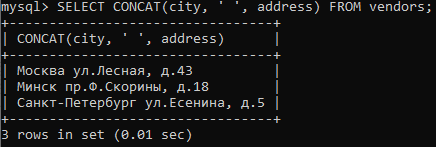 mysql> SELECT CONCAT(city, ' ', address) FROM vendors;
+--------------------------------+
| CONCAT(city, ' ', address)     |
+--------------------------------+
| Москва ул.Лесная, д.43         |
| Минск пр.Ф.Скорины, д.18       |
| Санкт-Петербург ул.Есенина, д.5 |
+--------------------------------+
3 rows in set (0.01 sec)